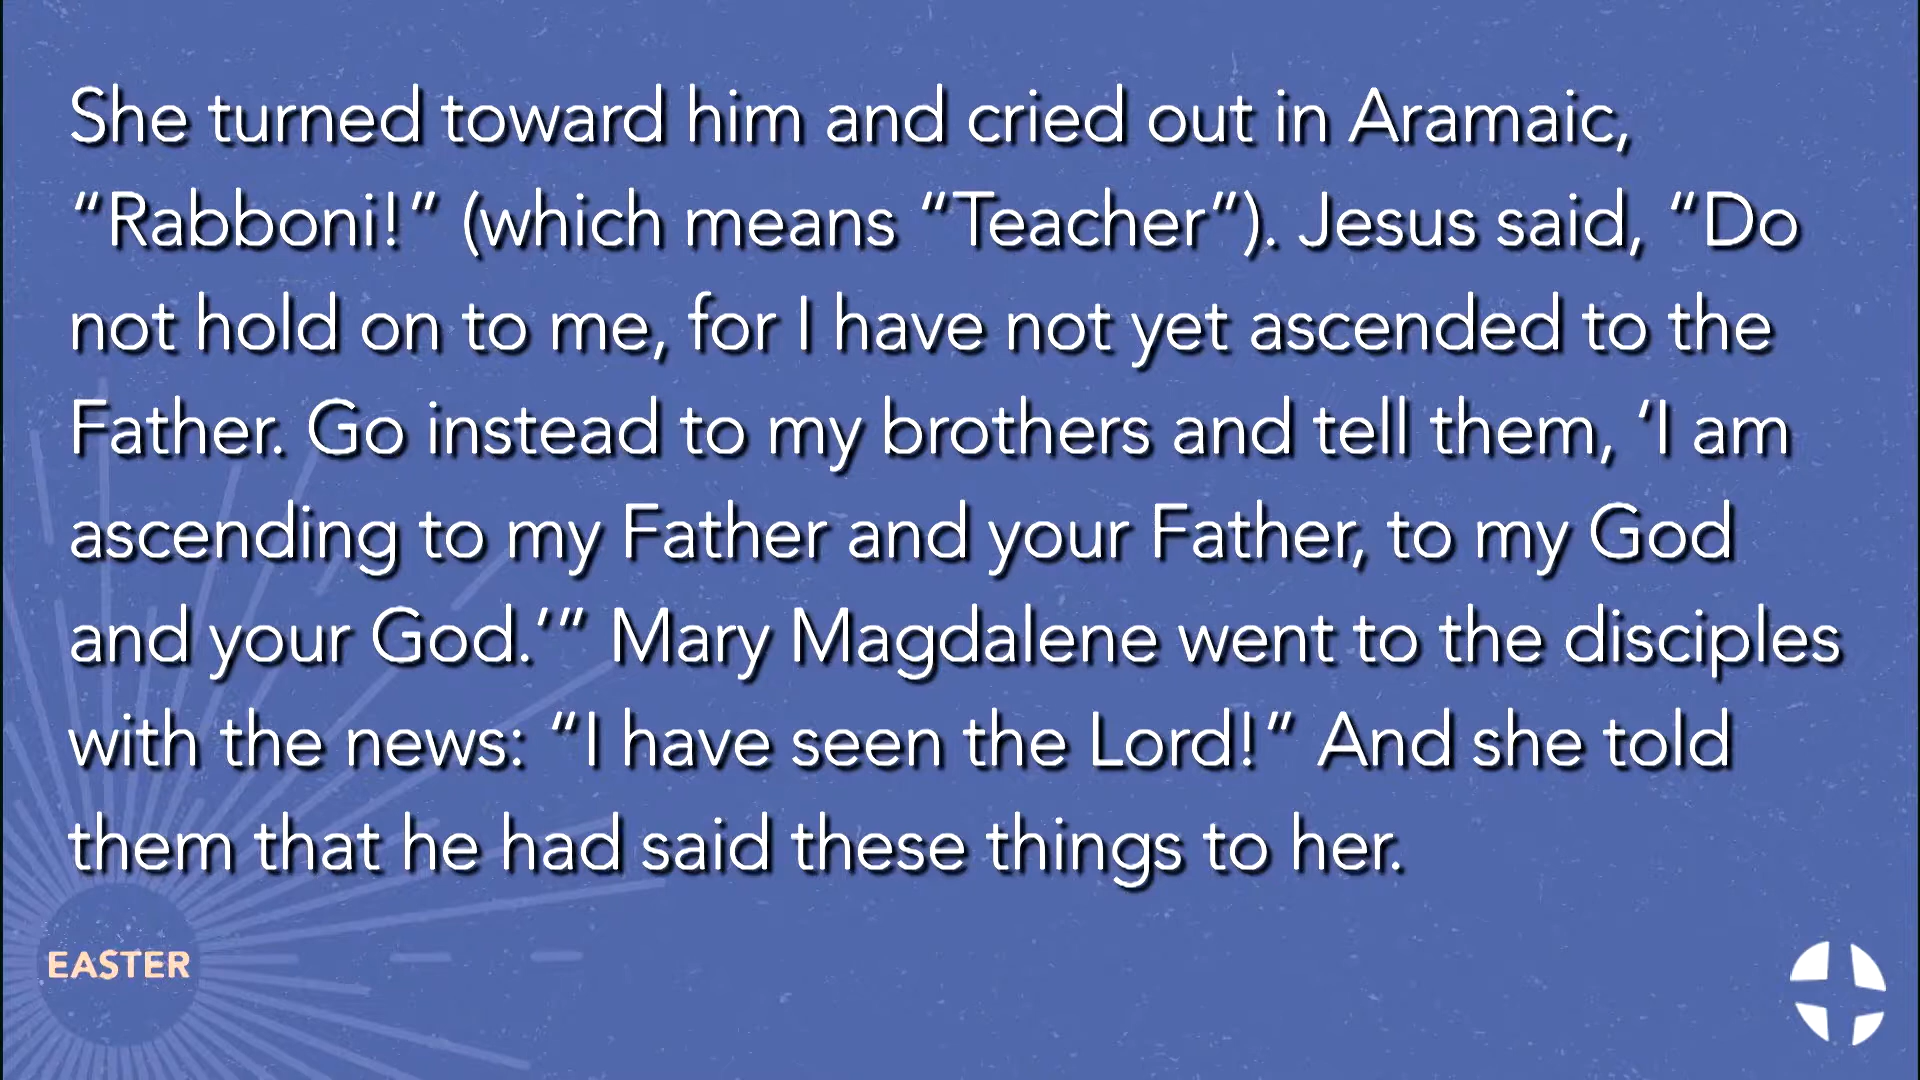 She turned toward him and cried out in Aramaic,
“Rabboni!” (which means “Teacher”). Jesus said, “Do
not hold on to me, for I have not yet ascended to the
Father. Go instead to my brothers and tell them, ‘I am
ascending to my Father and your Father, to my God
and your God.’” Mary Magdalene went to the disciples
with the news: “I have seen the Lord!” And she told
them that he had said these things to her.
EASTER